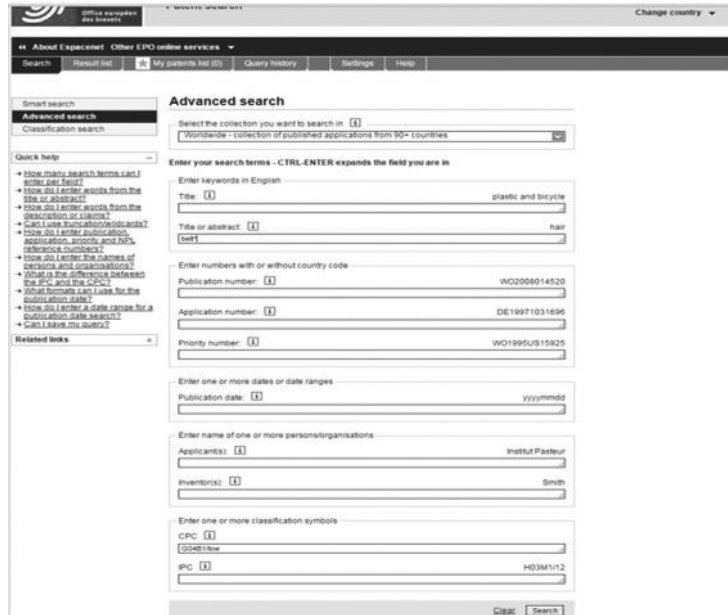 Office européen
des brevets
Patent search
Change country
About Espacenet Other EPO online services
Search Result list My patents list (0) Query history Settings Help
Smart search
Advanced search
Classification search
Quick help
How many search terms can I
enter per field?
How do I enter words from the
title or abstract?
How do I enter words from the
description or claims?
Can I use truncation/wildcards?
How do I enter publication,
application, priority and NPL
reference numbers?
How do I enter the names of
persons and organisations?
What is the difference between
the IPC and the CPC?
What formats can I use for the
publication date?
How do I enter a date range for a
publication date search?
Can I save my query?
Related links
Advanced search
Select the collection you want to search in
Worldwide - collection of published applications from 90+ countries
Enter your search terms - CTRL-ENTER expands the field you are in
Enter keywords in English
Title: plastic and bicycle
Title or abstract: hair
Enter numbers with or without country code
Publication number: WO2008014520
Application number: DE19971031696
Priority number: WO1995US15925
Enter one or more dates or date ranges
Publication date: yyyymmdd
Enter name of one or more persons/organisations
Applicant(s): Institut Pasteur
Inventor(s): Smith
Enter one or more classification symbols
CPC
G04B1/low
IPC H03M1/12
Clear Search